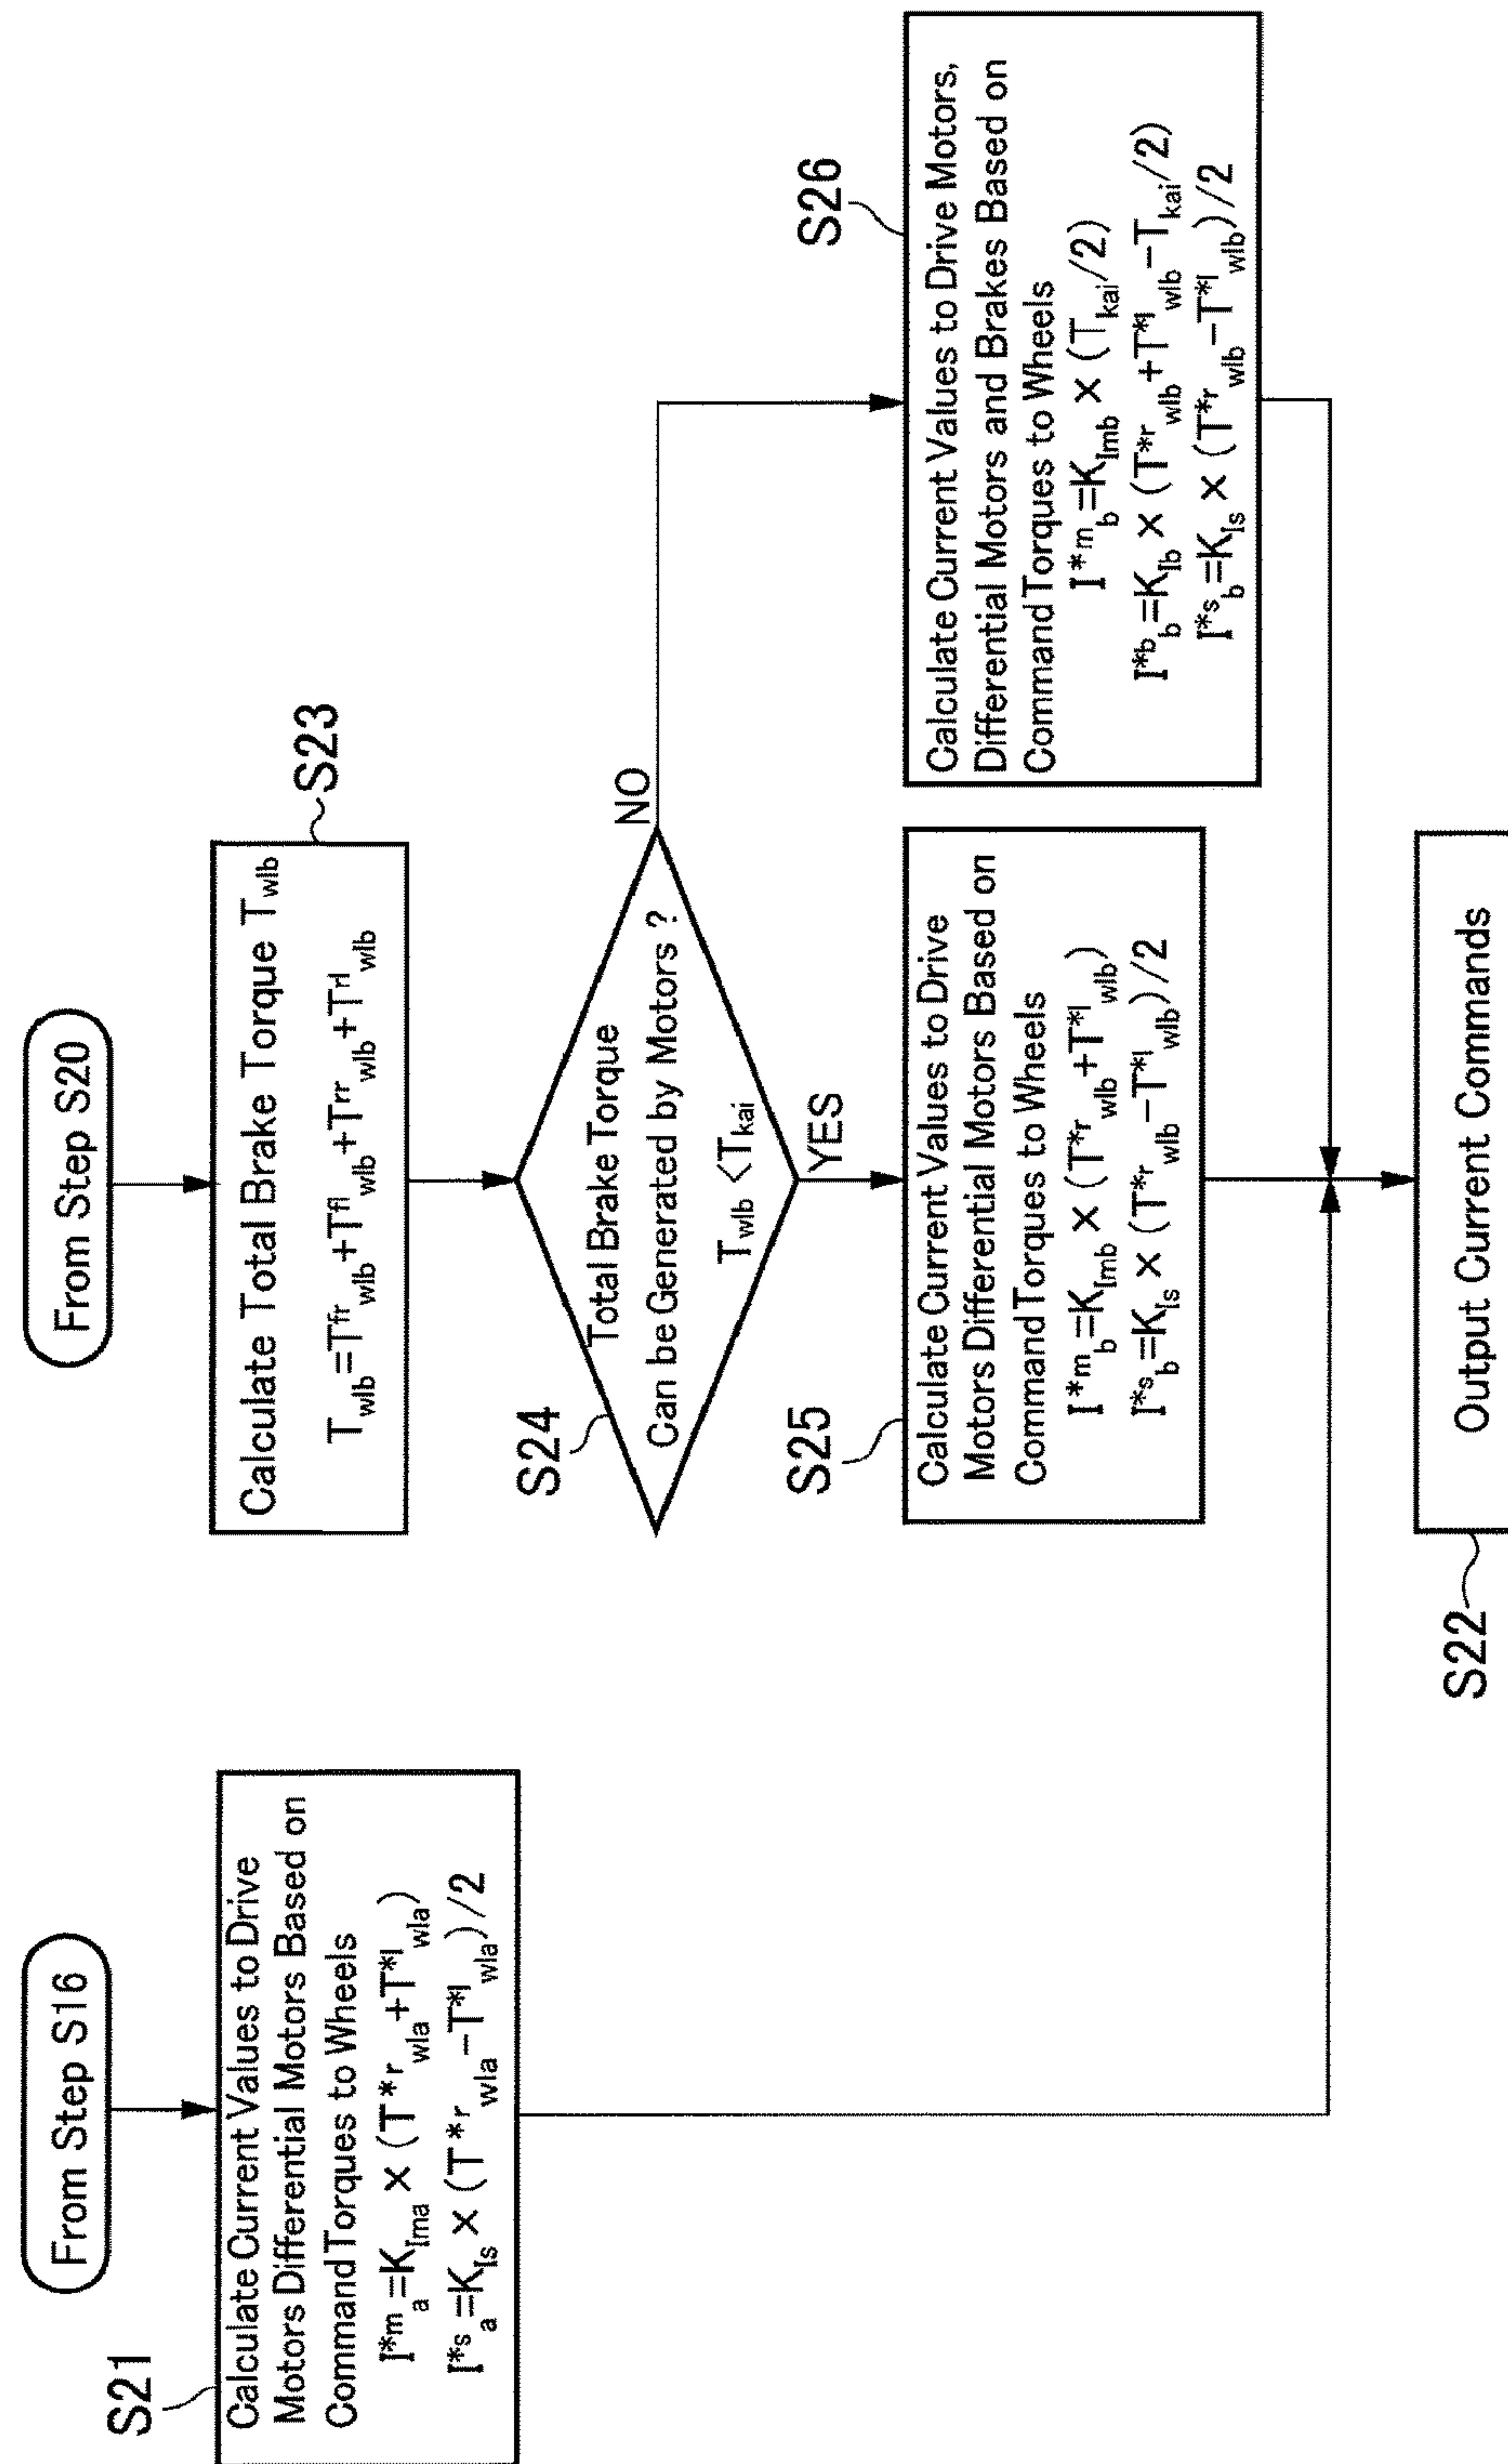 From Step S16
S21
Calculate Current Values to Drive
Motors Differential Motors Based on
Command Torques to Wheels
I*m_a=K_Ima × (T*r_wla+T*l_wla)
I*s_a=K_Is × (T*r_wla−T*l_wla)/2
From Step S20
S23
Calculate Total Brake Torque T_wlb
T_wlb=T^fr_wlb+T^fl_wlb+T^rr_wlb+T^rl_wlb
S24
Total Brake Torque
Can be Generated by Motors ?
T_wlb <T_kai
NO
YES
S25
Calculate Current Values to Drive
Motors Differential Motors Based on
Command Torques to Wheels
I*m_b=K_Imb × (T*r_wlb+T*l_wlb)
I*s_b=K_Is × (T*r_wlb−T*l_wlb)/2
S26
Calculate Current Values to Drive Motors,
Differential Motors and Brakes Based on
Command Torques to Wheels
I*m_b=K_Imb × (T_kai/2)
I*b_b=K_Ib × (T*r_wlb+T*l_wlb−T_kai/2)
I*s_b=K_Is × (T*r_wlb−T*l_wlb)/2
S22
Output Current Commands